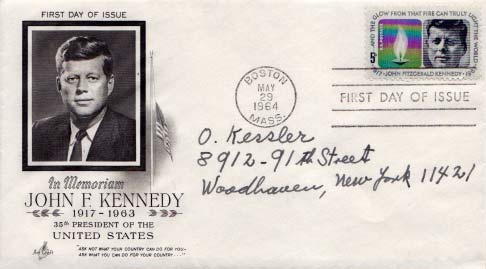 FIRST DAY OF ISSUE
In Memoriam
JOHN F. KENNEDY
1917 - 1963
35th PRESIDENT OF THE
UNITED STATES
"ASK NOT WHAT YOUR COUNTRY CAN DO FOR YOU-
ASK WHAT YOU CAN DO FOR YOUR COUNTRY..."
Art Craft
AND THE GLOW FROM THAT FIRE CAN TRULY LIGHT THE WORLD
5¢
JOHN FITZGERALD KENNEDY
BOSTON
MAY
29
1964
MASS.
FIRST DAY OF ISSUE
O. Kessler
8912-91th Street
Woodhaven, New York 11421